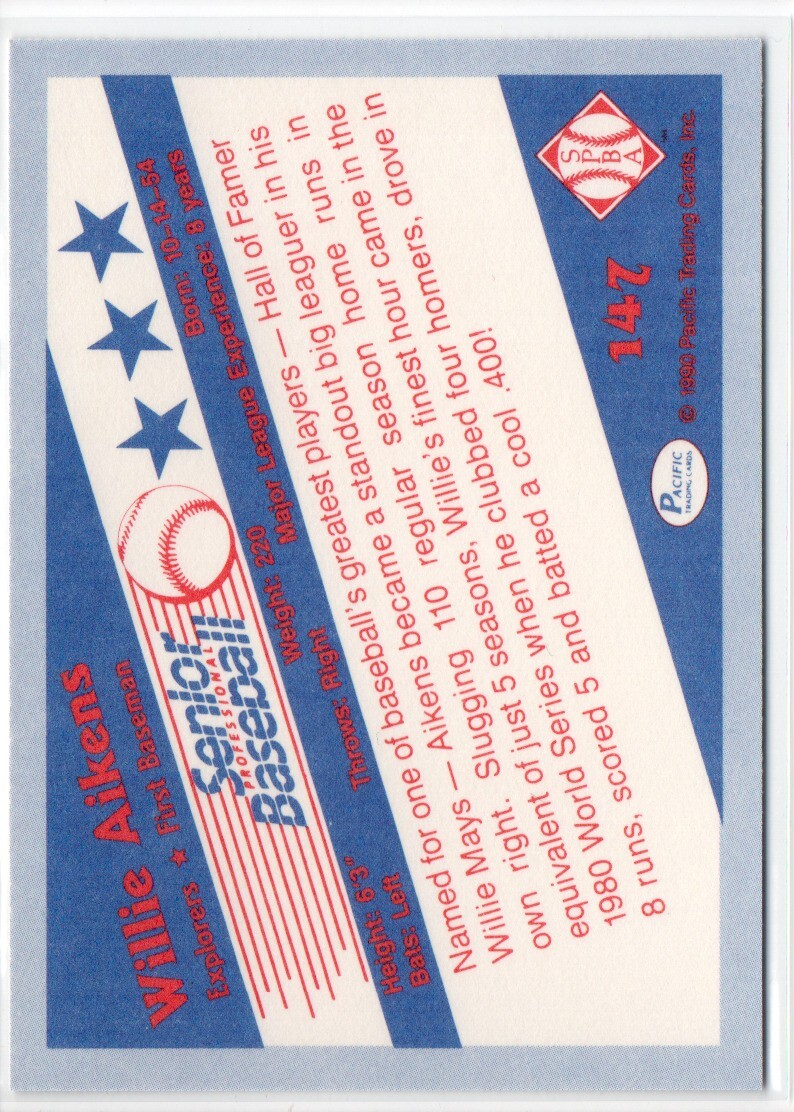 Willie Aikens
Explorers ★ First Baseman
Senior
PROFESSIONAL
Baseball
Height: 6'3" Weight: 220 Born: 10-14-54
Bats: Left Throws: Right Major League Experience: 8 years
Named for one of baseball's greatest players — Hall of Famer
Willie Mays — Aikens became a standout big leaguer in his
own right. Slugging 110 regular season home runs in
equivalent of just 5 seasons, Willie's finest hour came in the
1980 World Series when he clubbed four homers, drove in
8 runs, scored 5 and batted a cool .400!
PACIFIC
TRADING CARDS
147
S
P
B
A
© 1990 Pacific Trading Cards, Inc.